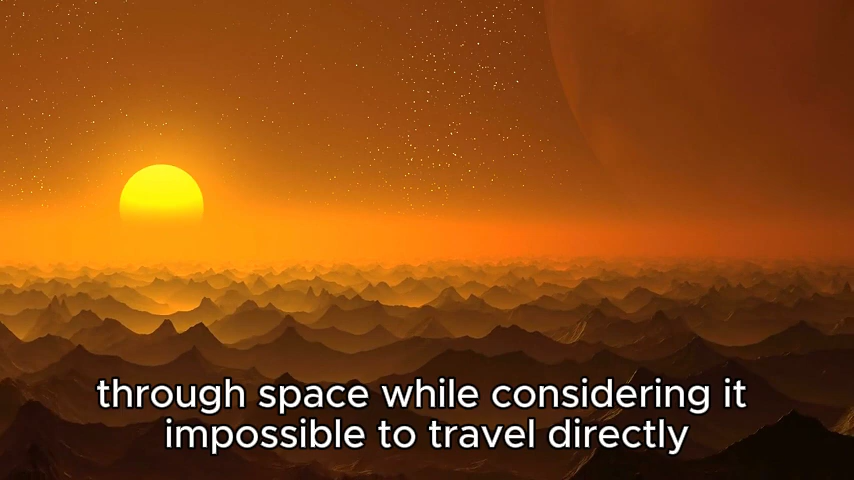 through space while considering it
impossible to travel directly